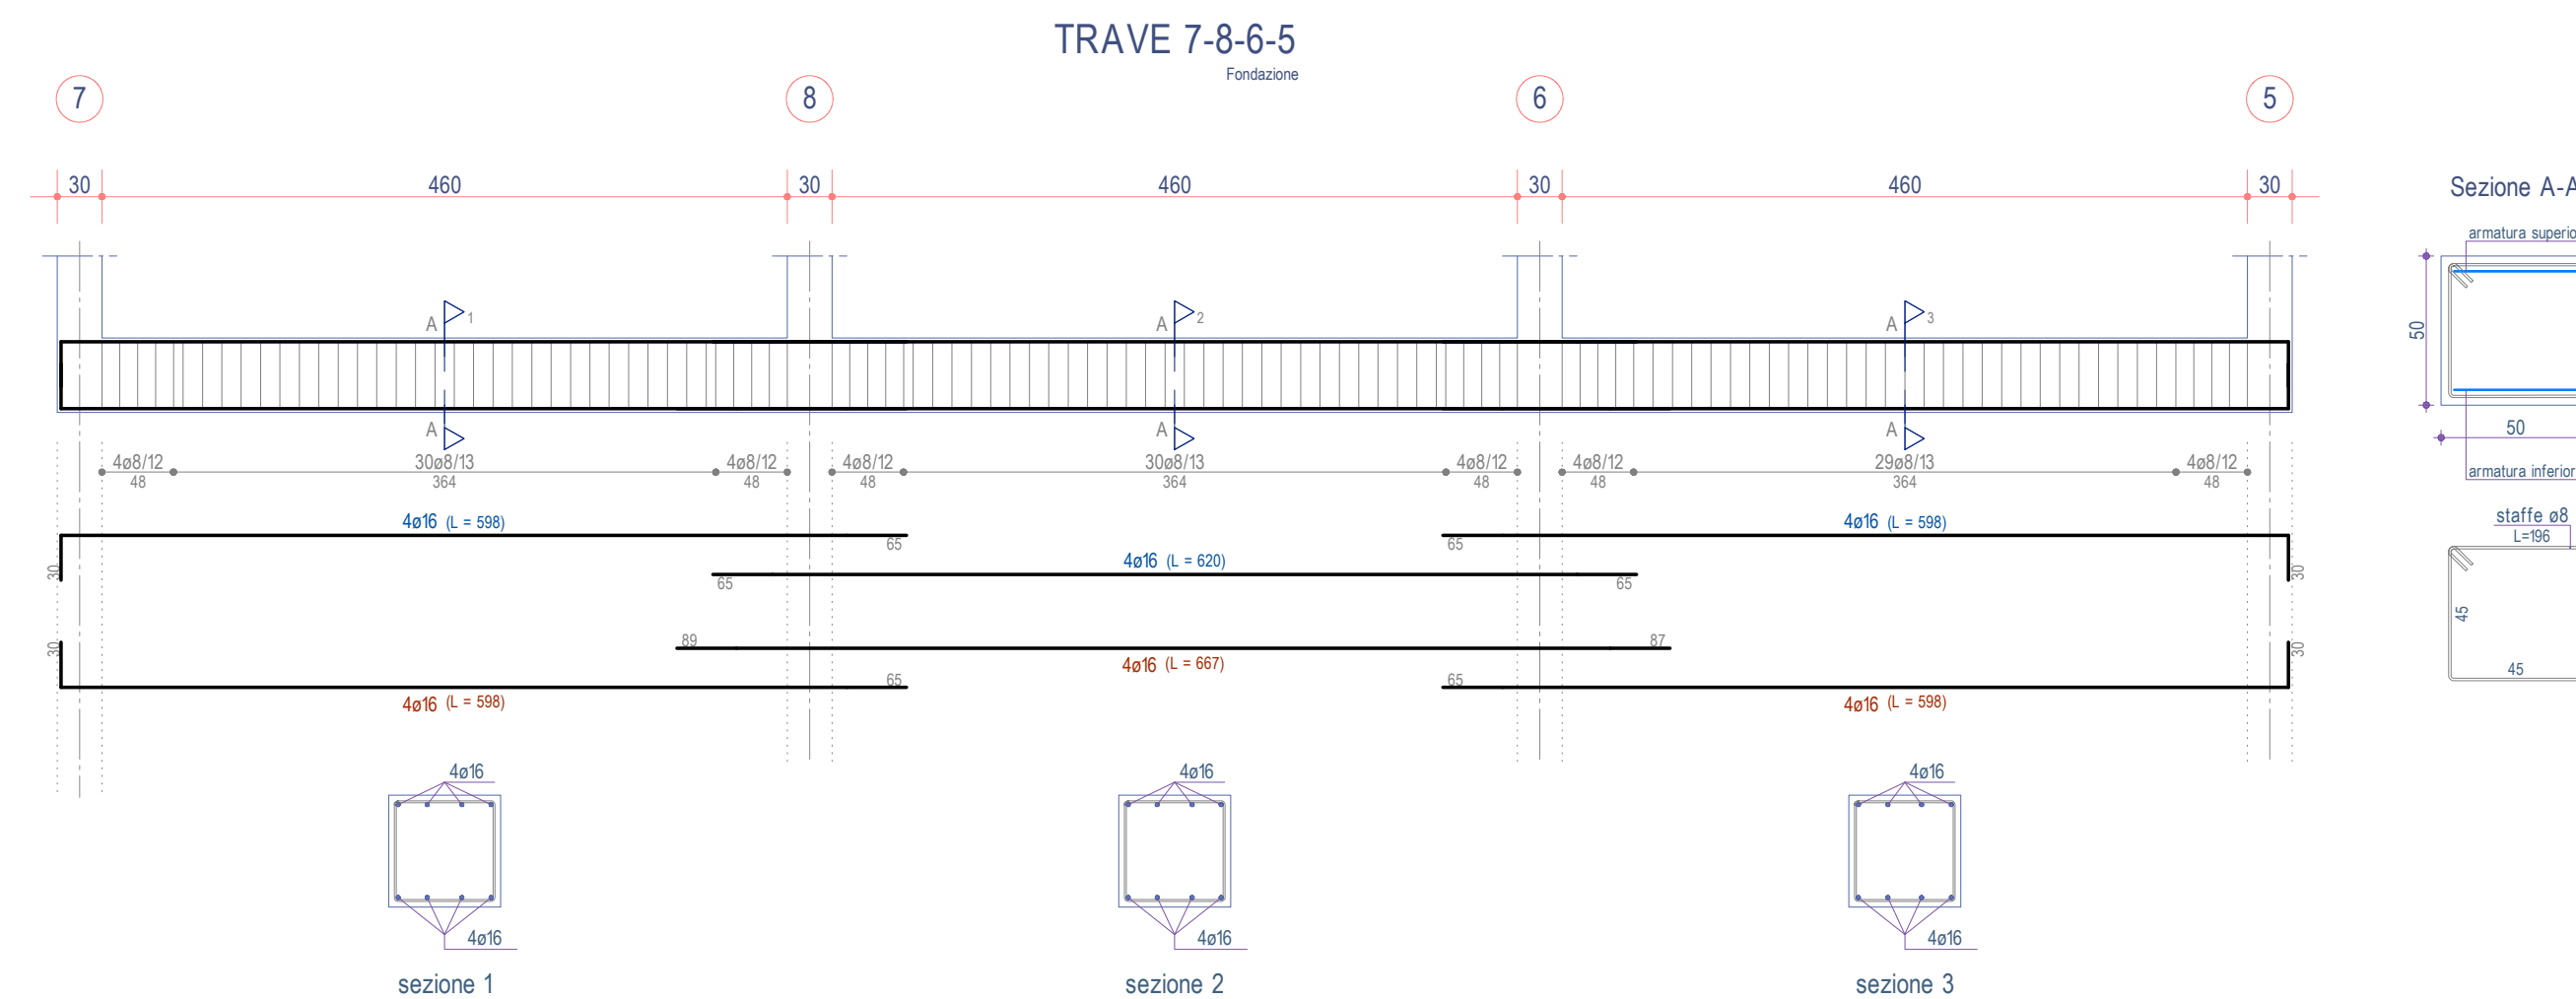 TRAVE 7-8-6-5
Fondazione
7 8 6 5
30 460 30 460 30 460 30
A 1 A 2 A 3
A A A
4ø8/12 30ø8/13 4ø8/12 4ø8/12 30ø8/13 4ø8/12 4ø8/12 29ø8/13 4ø8/12
48 364 48 48 364 48 48 364 48
4ø16 (L = 598) 4ø16 (L = 598)
65 65
4ø16 (L = 620)
30 65 65 30
30 89 87 30
4ø16 (L = 667)
65 65
4ø16 (L = 598) 4ø16 (L = 598)
4ø16 4ø16 4ø16
4ø16 4ø16 4ø16
sezione 1 sezione 2 sezione 3
Sezione A-A
armatura superio
50
50
armatura inferior
staffe ø8
L=196
45
45